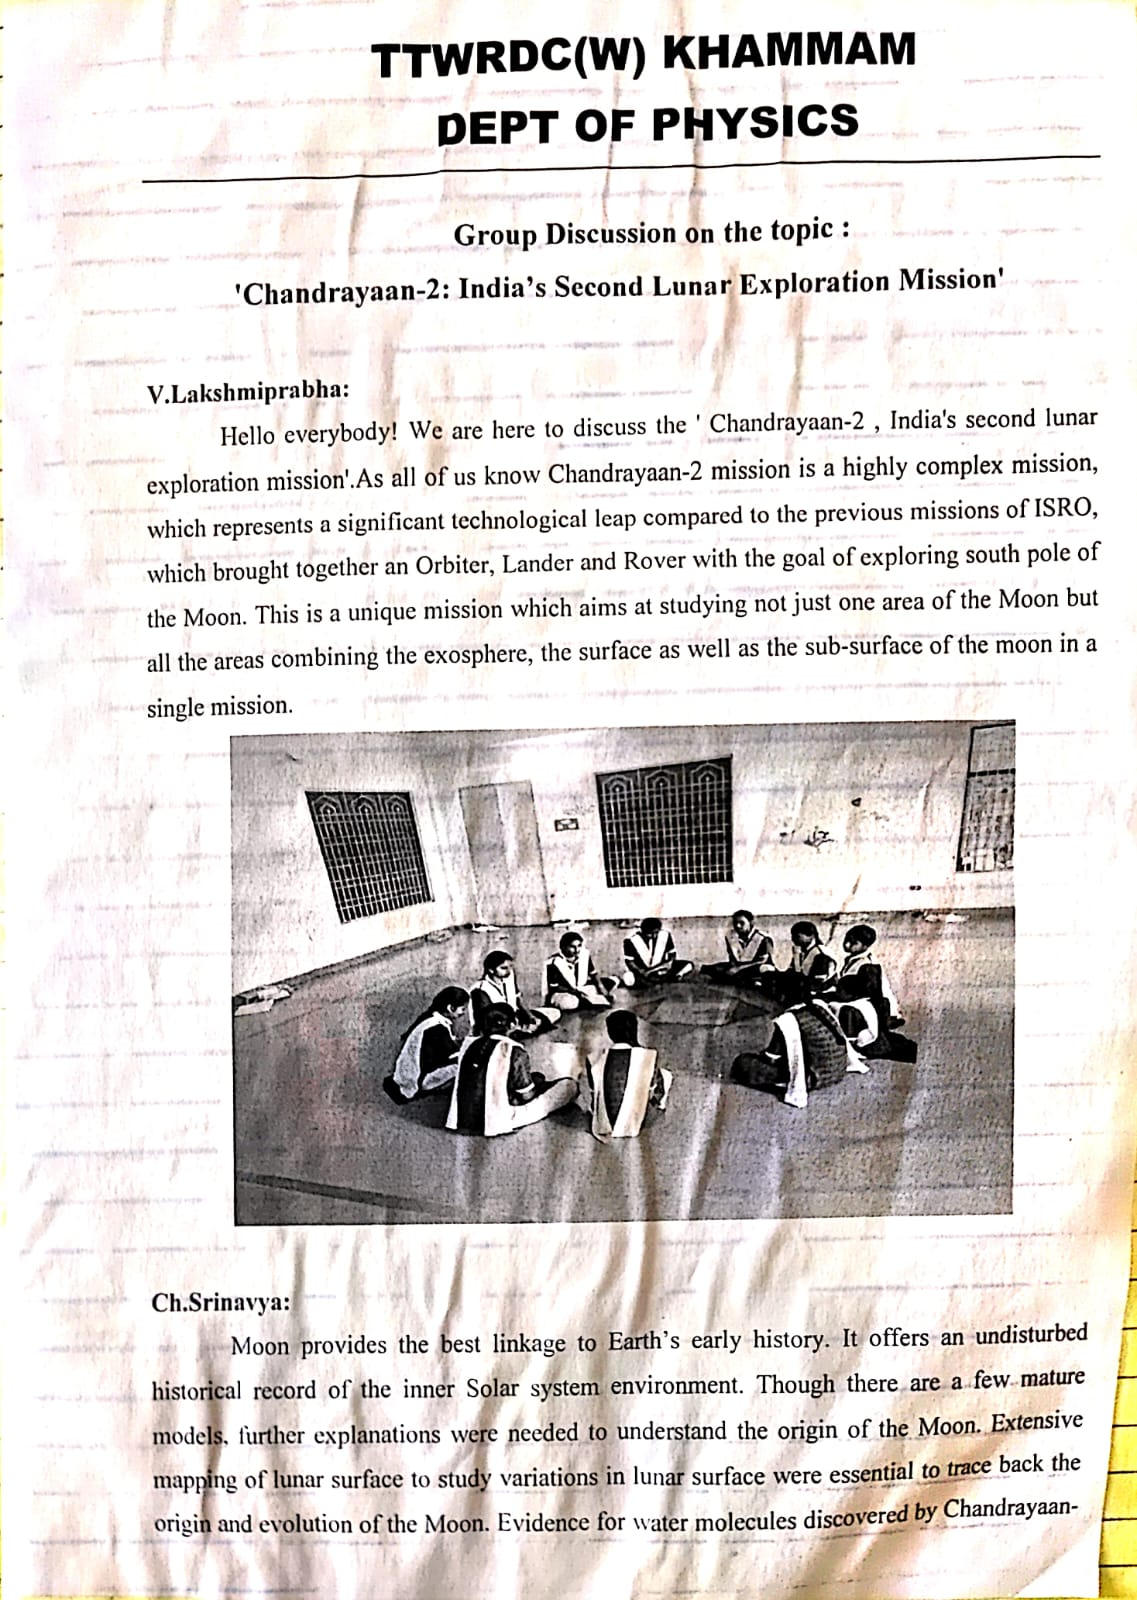 TTWRDC(W) KHAMMAM
DEPT OF PHYSICS
Group Discussion on the topic :
'Chandrayaan-2: India's Second Lunar Exploration Mission'
V.Lakshmiprabha:
Hello everybody! We are here to discuss the ' Chandrayaan-2 , India's second lunar
exploration mission'.As all of us know Chandrayaan-2 mission is a highly complex mission,
which represents a significant technological leap compared to the previous missions of ISRO,
which brought together an Orbiter, Lander and Rover with the goal of exploring south pole of
the Moon. This is a unique mission which aims at studying not just one area of the Moon but
all the areas combining the exosphere, the surface as well as the sub-surface of the moon in a
single mission.
Ch.Srinavya:
Moon provides the best linkage to Earth's early history. It offers an undisturbed
historical record of the inner Solar system environment. Though there are a few mature
models, further explanations were needed to understand the origin of the Moon. Extensive
mapping of lunar surface to study variations in lunar surface were essential to trace back the
origin and evolution of the Moon. Evidence for water molecules discovered by Chandrayaan-